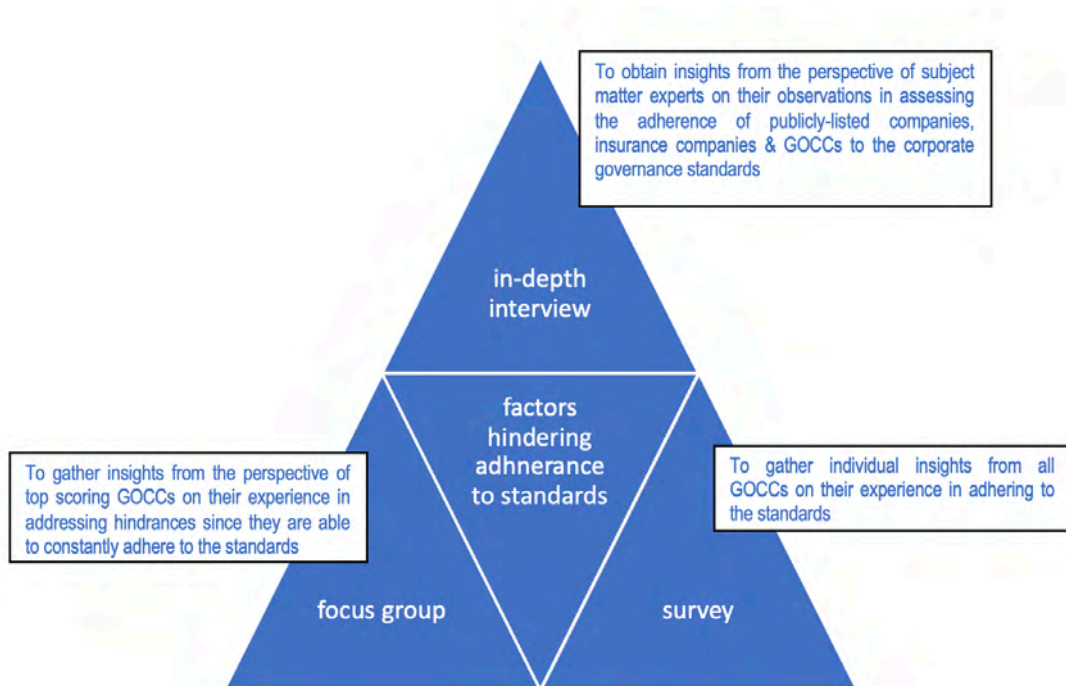 To obtain insights from the perspective of subject
matter experts on their observations in assessing
the adherence of publicly-listed companies,
insurance companies & GOCCs to the corporate
governance standards
in-depth
interview
factors
hindering
adhnerance
to standards
To gather insights from the perspective of
top scoring GOCCs on their experience in
addressing hindrances since they are able
to constantly adhere to the standards
To gather individual insights from all
GOCCs on their experience in adhering to
the standards
focus group
survey